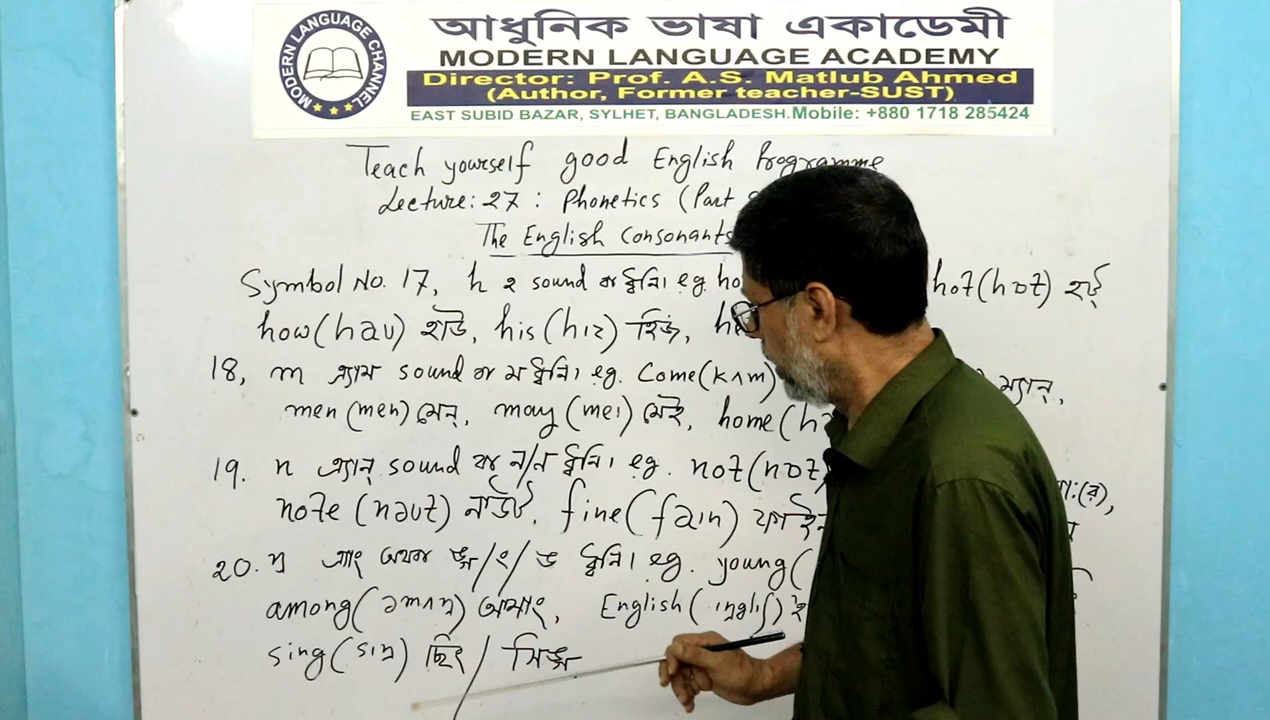 MODERN LANGUAGE CHANNEL
আধুনিক ভাষা একাডেমী
MODERN LANGUAGE ACADEMY
Director: Prof. A.S. Matlub Ahmed
(Author, Former teacher-SUST)
EAST SUBID BAZAR, SYLHET, BANGLADESH.Mobile: +880 1718 285424
Teach yourself good English Programme
Lecture: 27 : Phonetics (Part
The English Consonants
Symbol No. 17, h হ sound বা ধ্বনি। eg. hot (hɒt) হট্
how (haʊ) হাউ, his (hɪz) হিজ্,
18, m এ্যাম sound বা ম ধ্বনি। eg. Come (kʌm) ম্যান্,
men (men) মেন্, may (meɪ) মেই, home
19. n এ্যান্ sound বা ন/ণ ধ্বনি। eg. not (nɒt)
note (nəʊt) নাউট, fine (faɪn) ফাইন
20. ŋ এ্যাং অথবা ঙ্গ/ং/ঙ ধ্বনি। eg. young
among (əmʌŋ) আমাং, English (ɪŋglɪʃ)
sing (sɪŋ) ছিং / সিঙ্গ